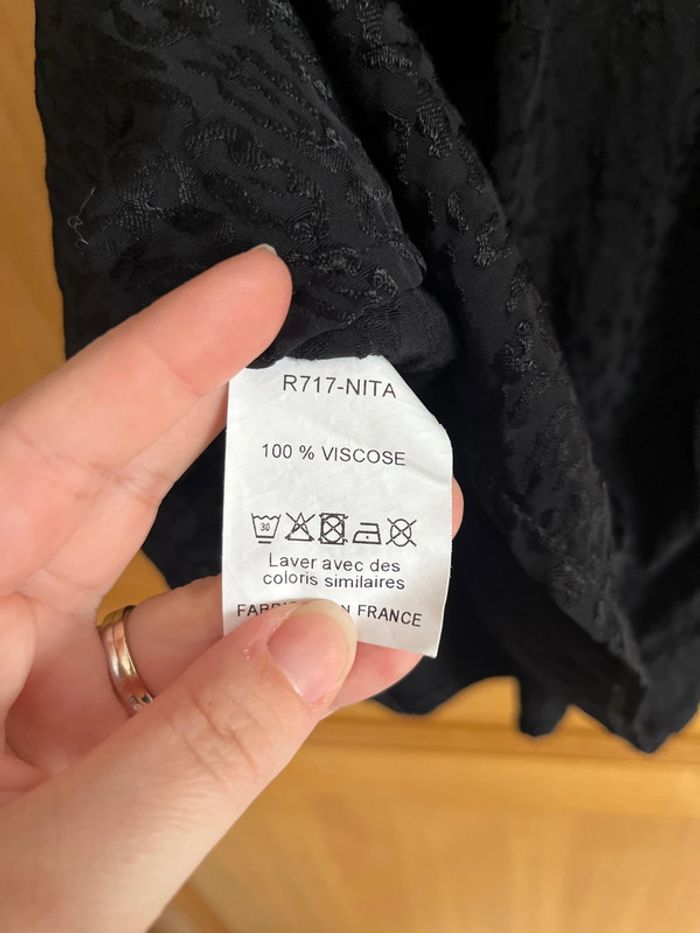 R717-NITA
100 % VISCOSE
30
Laver avec des
coloris similaires
FRANCE